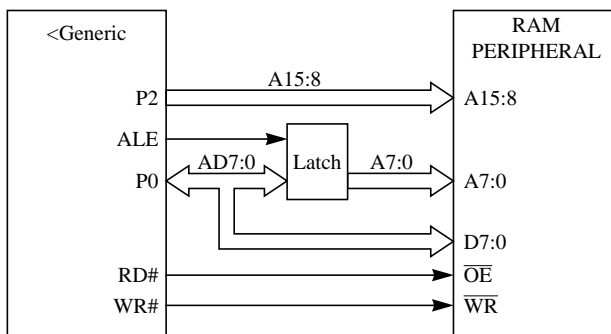 <Generic
RAM
PERIPHERAL
P2
A15:8
A15:8
ALE
Latch
P0
AD7:0
A7:0
A7:0
D7:0
RD#
OE
WR#
WR